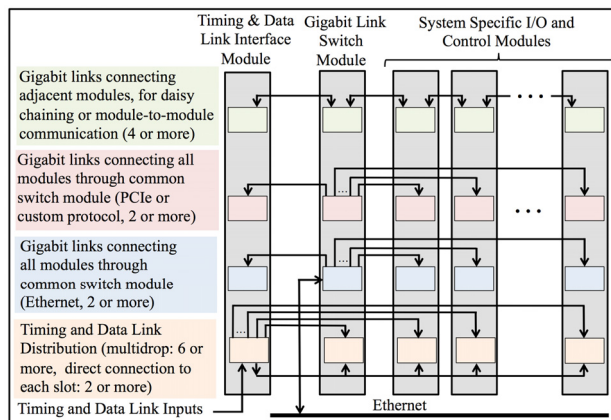 Timing & Data
Link Interface
Module
Gigabit Link
Switch
Module
System Specific I/O and
Control Modules
Gigabit links connecting
adjacent modules, for daisy
chaining or module-to-module
communication (4 or more)
Gigabit links connecting all
modules through common
switch module (PCIe or
custom protocol, 2 or more)
Gigabit links connecting
all modules through
common switch module
(Ethernet, 2 or more)
Timing and Data Link
Distribution (multidrop: 6 or
more, direct connection to
each slot: 2 or more)
Timing and Data Link Inputs
Ethernet